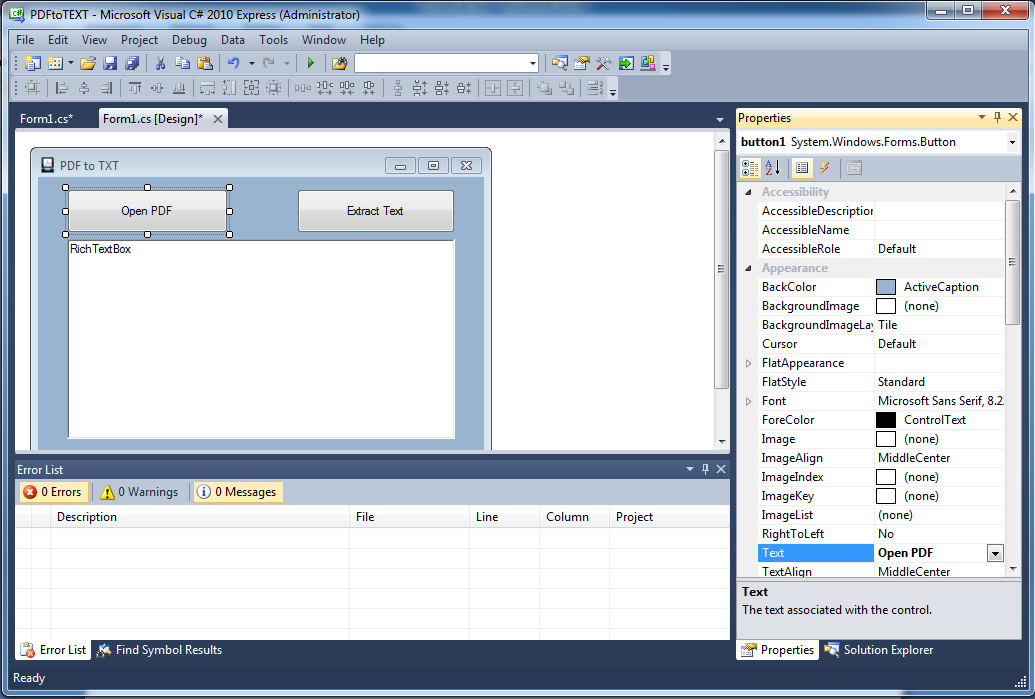 PDFtoTEXT - Microsoft Visual C# 2010 Express (Administrator)
File Edit View Project Debug Data Tools Window Help
Form1.cs* Form1.cs [Design]*
PDF to TXT
Open PDF Extract Text
RichTextBox
Properties
button1 System.Windows.Forms.Button
Accessibility
AccessibleDescription
AccessibleName
AccessibleRole Default
Appearance
BackColor ActiveCaption
BackgroundImage (none)
BackgroundImageLay Tile
Cursor Default
FlatAppearance
FlatStyle Standard
Font Microsoft Sans Serif, 8.2
ForeColor ControlText
Image (none)
ImageAlign MiddleCenter
ImageIndex (none)
ImageKey (none)
ImageList (none)
RightToLeft No
Text Open PDF
TextAlign MiddleCenter
Text
The text associated with the control.
Error List
0 Errors 0 Warnings 0 Messages
Description File Line Column Project
Error List Find Symbol Results
Properties Solution Explorer
Ready